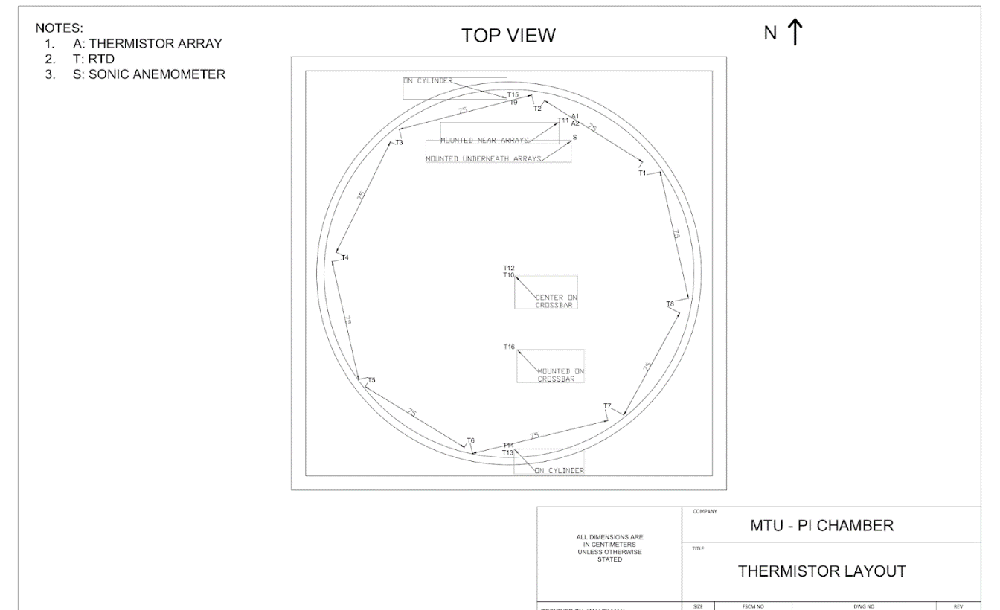 NOTES:
1. A: THERMISTOR ARRAY
2. T: RTD
3. S: SONIC ANEMOMETER
TOP VIEW
N
ON CYLINDER
T15
T9
T2
75
75
A1
A2
T11
S
T3
MOUNTED NEAR ARRAYS
MOUNTED UNDERNEATH ARRAYS
T1
75
75
T4
T12
T10
CENTER ON
CROSSBAR
T8
75
T16
75
MOUNTED ON
CROSSBAR
T5
75
T7
75
T6
T14
T13
ON CYLINDER
ALL DIMENSIONS ARE
IN CENTIMETERS
UNLESS OTHERWISE
STATED
COMPANY
MTU - PI CHAMBER
TITLE
THERMISTOR LAYOUT
SIZE
FSCM NO
DWG NO
REV